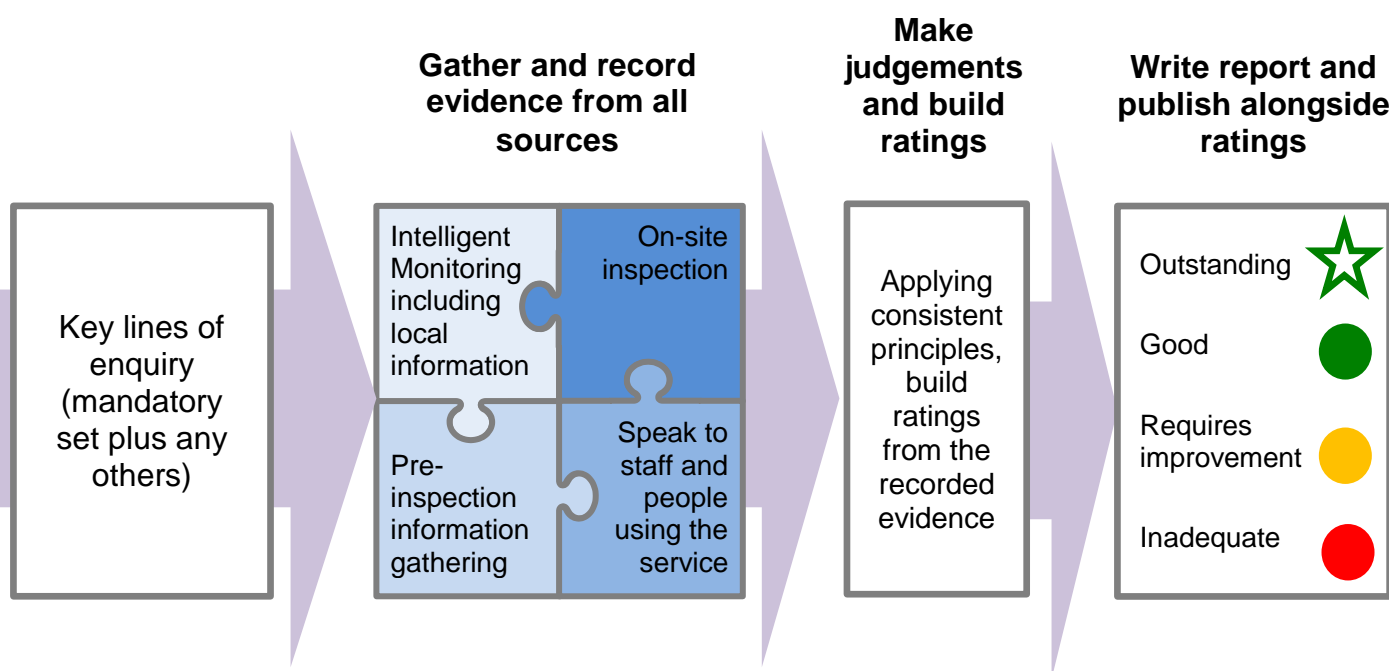 Gather and record
evidence from all
sources
Make
judgements
and build
ratings
Write report and
publish alongside
ratings
Key lines of
enquiry
(mandatory
set plus any
others)
Intelligent
Monitoring
including
local
information
On-site
inspection
Pre-
inspection
information
gathering
Speak to
staff and
people
using the
service
Applying
consistent
principles,
build
ratings
from the
recorded
evidence
Outstanding
Good
Requires
improvement
Inadequate